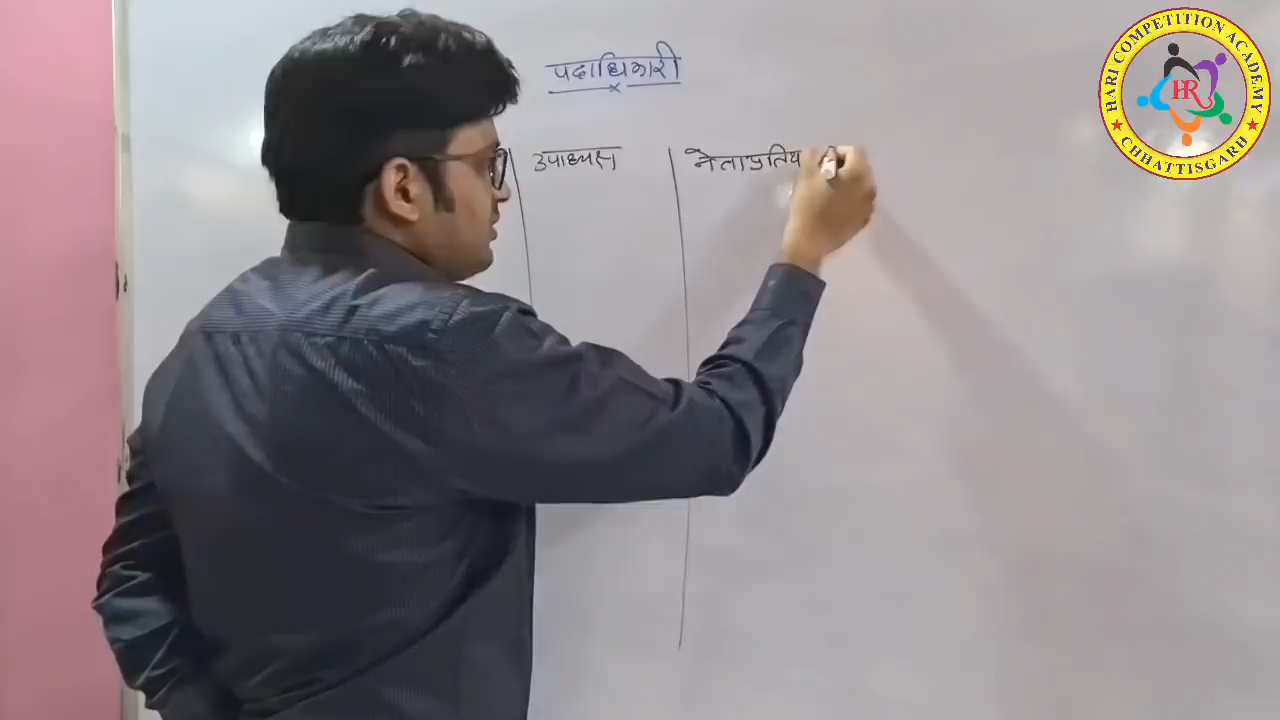 पदाधिकारी
उपाध्यक्ष
नेताप्रतिप
HARI COMPETITION ACADEMY
HR
★ CHHATTISGARH ★